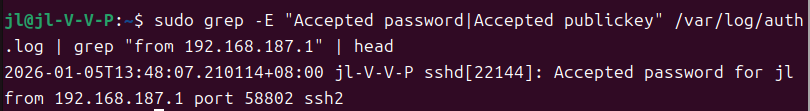 jl@jl-V-V-P:~$ sudo grep -E "Accepted password|Accepted publickey" /var/log/auth
.log | grep "from 192.168.187.1" | head
2026-01-05T13:48:07.210114+08:00 jl-V-V-P sshd[22144]: Accepted password for jl
from 192.168.187.1 port 58802 ssh2